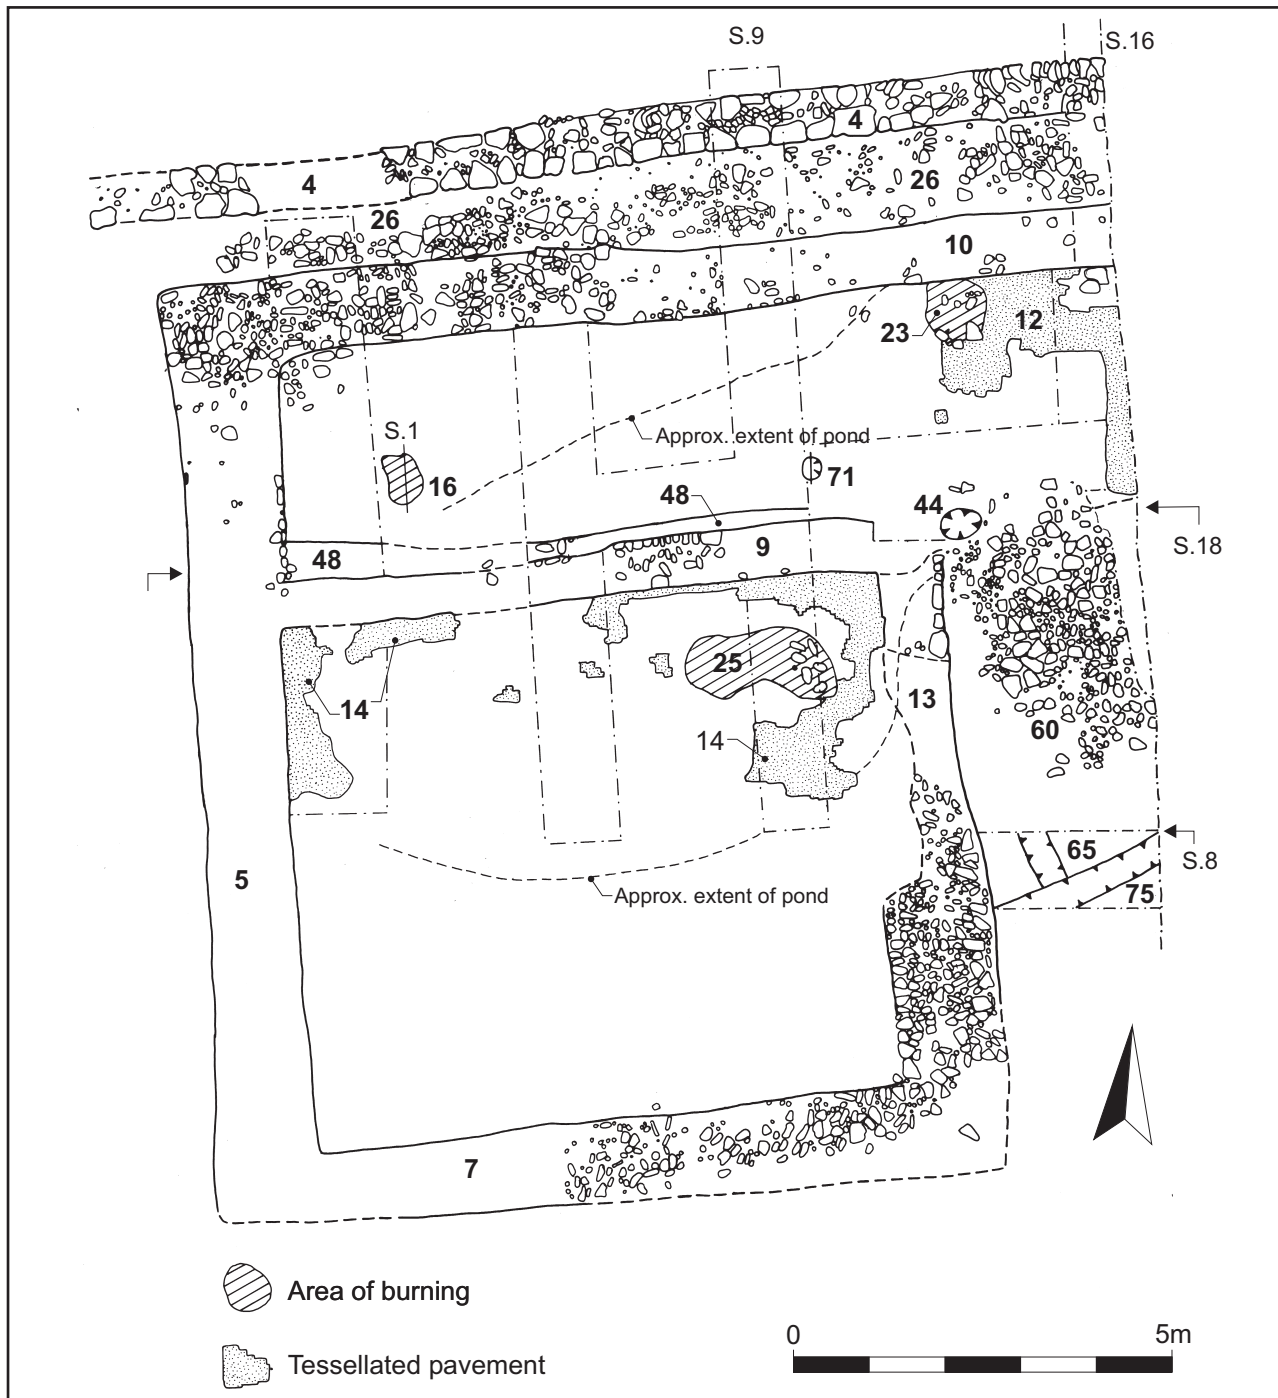 S.9
S.16
4
4
26
26
10
23
12
S.1
Approx. extent of pond
16
71
48
44
S.18
9
48
25
14
13
14
60
65
S.8
5
75
Approx. extent of pond
7
Area of burning
0
5m
Tessellated pavement